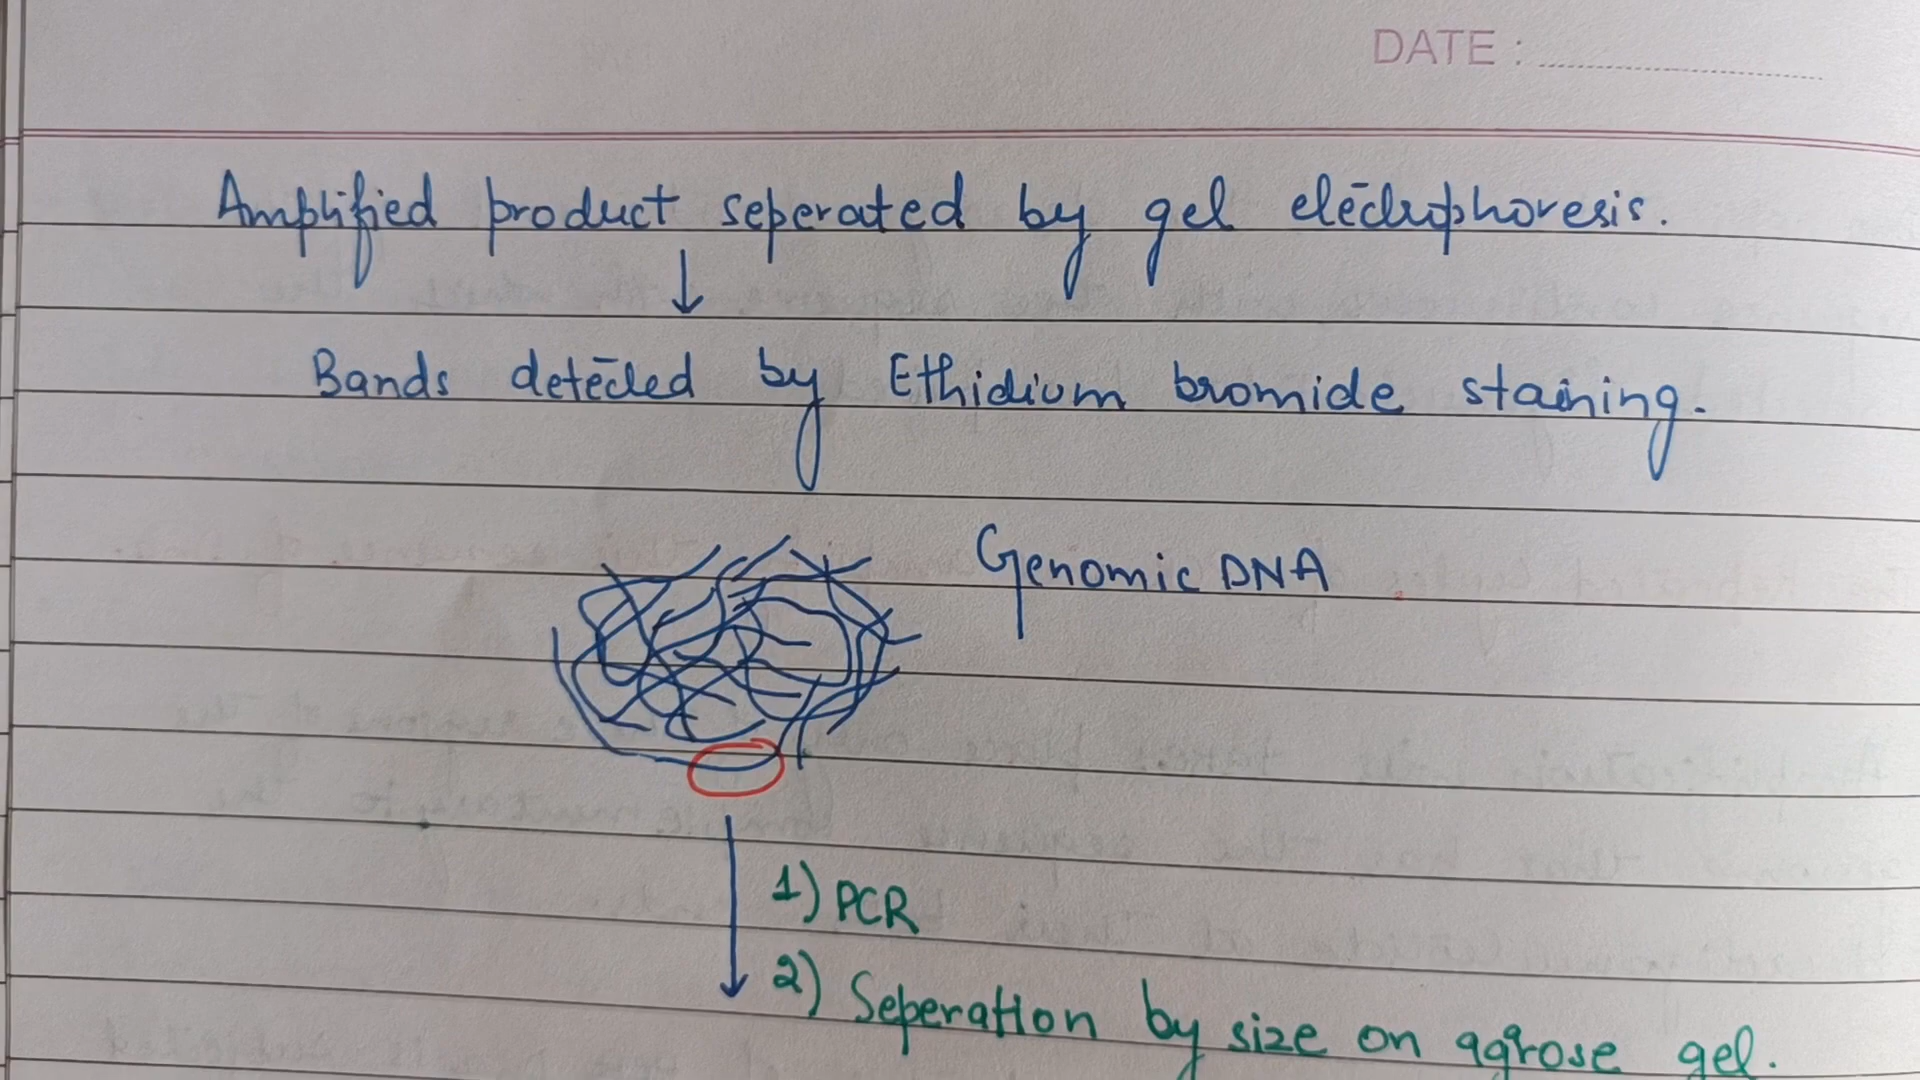 DATE :
Amplified product seperated by gel electrophoresis.
↓
Bands detected by Ethidium bromide staining.
Genomic DNA
1) PCR
2) Seperation by size on agrose gel.